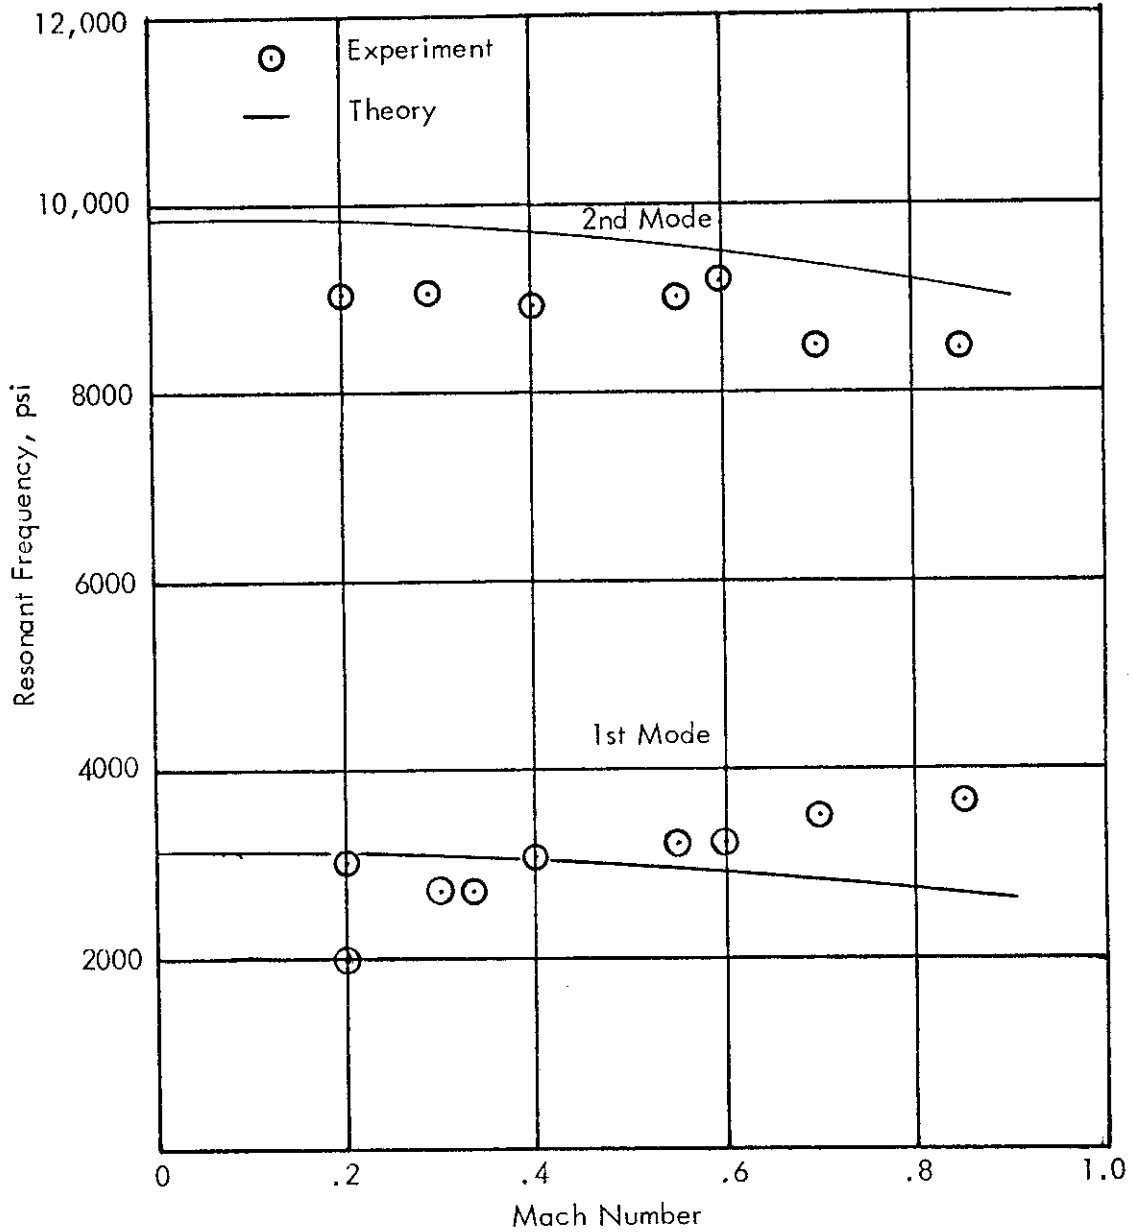 12,000
Experiment
Theory
10,000
2nd Mode
8000
Resonant Frequency, psi
6000
1st Mode
4000
2000
0 .2 .4 .6 .8 1.0
Mach Number